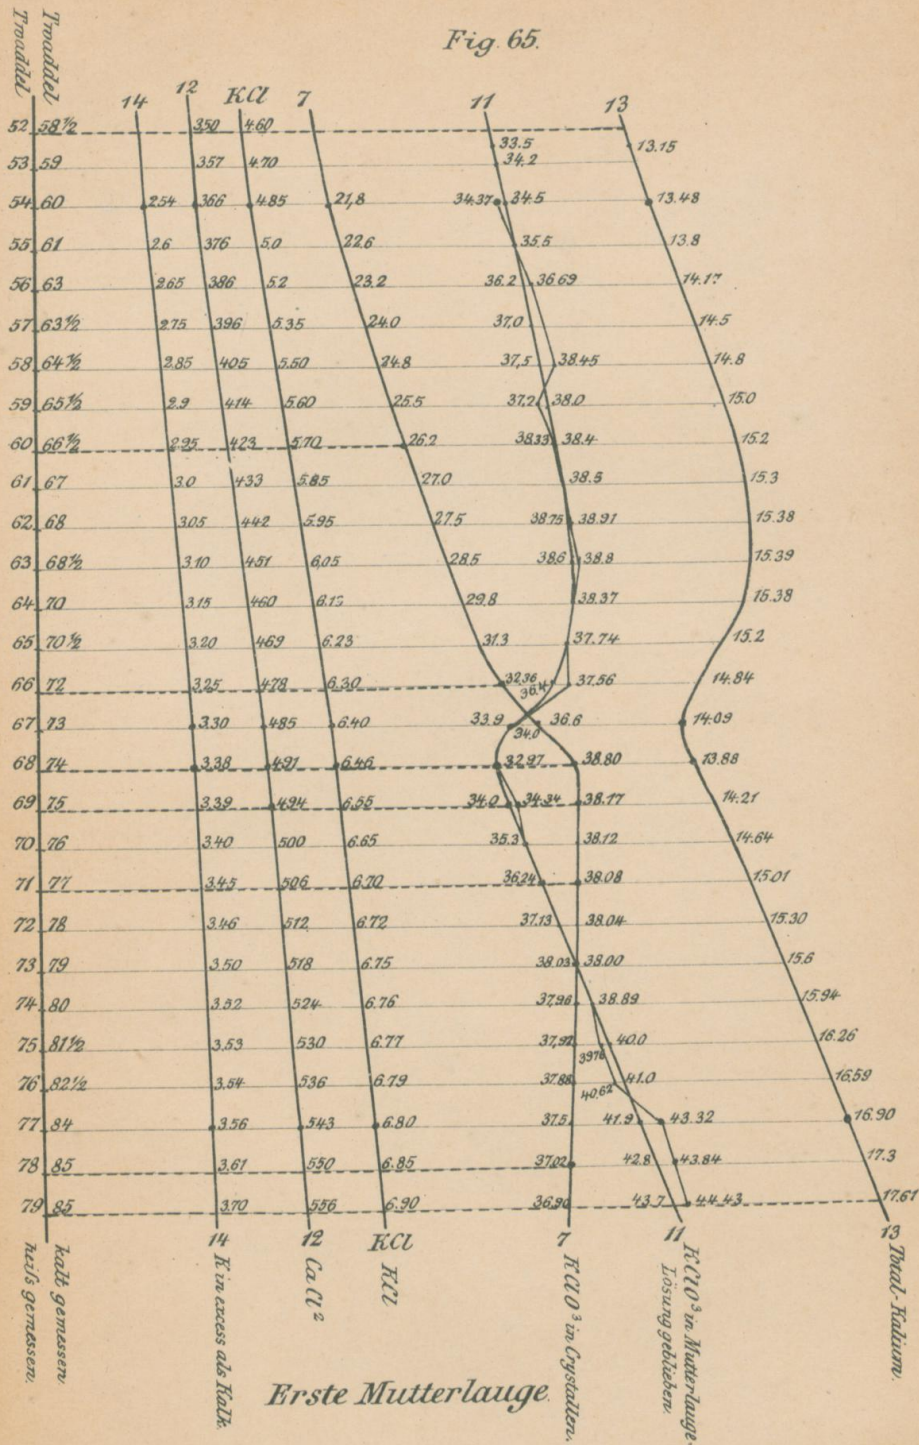 Fig. 65.
Twaddel Twaddel
14 12 KCl 7 11 13
52 58½ 350 4.60
33.5 13.15
53 59 357 4.70 34.2
54 60 2.54 366 4.85 21,8 34.37 34.5 13.48
55 61 2.6 376 5.0 22.6 35.5 13.8
56 63 2.65 386 5.2 23.2 36.2 36.69 14.17
57 63½ 2.75 396 5.35 24.0 37.0 14.5
58 64½ 2.85 405 5.50 24.8 37,5 38.45 14.8
59 65½ 2.9 414 5.60 25.5 37.2 38.0 15.0
60 66½ 2.95 423 5.70 26.2 38.33 38.4 15.2
61 67 3.0 433 5.85 27.0 38.5 15.3
62 68 3.05 442 5.95 27.5 38.75 38.91 15.38
63 68½ 3.10 451 6,05 28.5 38.6 38.8 15.39
64 70 3.15 460 29.8 38.37 15.38
65 70½ 3.20 469 6.23 31.3 37.74 15.2
66 72 3.25 478 6.30 32.36 37.56 14.84
67 73 3.30 485 6.40 33.9 36.6 14.09
34.0
68 74 3.38 491 6.46 32.97 38.80 13.88
69 75 3.39 494 6.55 34.0 34.34 38.17 14.21
70 76 3.40 500 6.65 35.3 38.12 14.64
71 77 3.45 506 6.70 36.24 38.08 15.01
72 78 3.46 512 6.72 37.13 38.04 15.30
73 79 3.50 518 6.75 38.03 38.00 15.6
74 80 3.52 524 6.76 37.96 38.89 15.94
75 81½ 3.53 530 6.77 37,92 40.0 16.26
39.76
76 82½ 3.54 536 6.79 37.88 41.0 16.59
40.62
77 84 3.56 543 6.80 37.5 41.9 43.32 16.90
78 85 3.61 550 6.85 37.02 42.8 43.84 17.3
79 85 3.70 556 6.90 36.90 43.7 44.43 17.61
14 12 KCl 7 11 13
heiſs gemessen.
kalt gemessen
K in excess als Kalk.
Ca Cl²
KCl
KClO³ in Crystallen.
KClO³ in Mutterlauge
Lösung geblieben.
Total-Kalium.
Erste Mutterlauge.